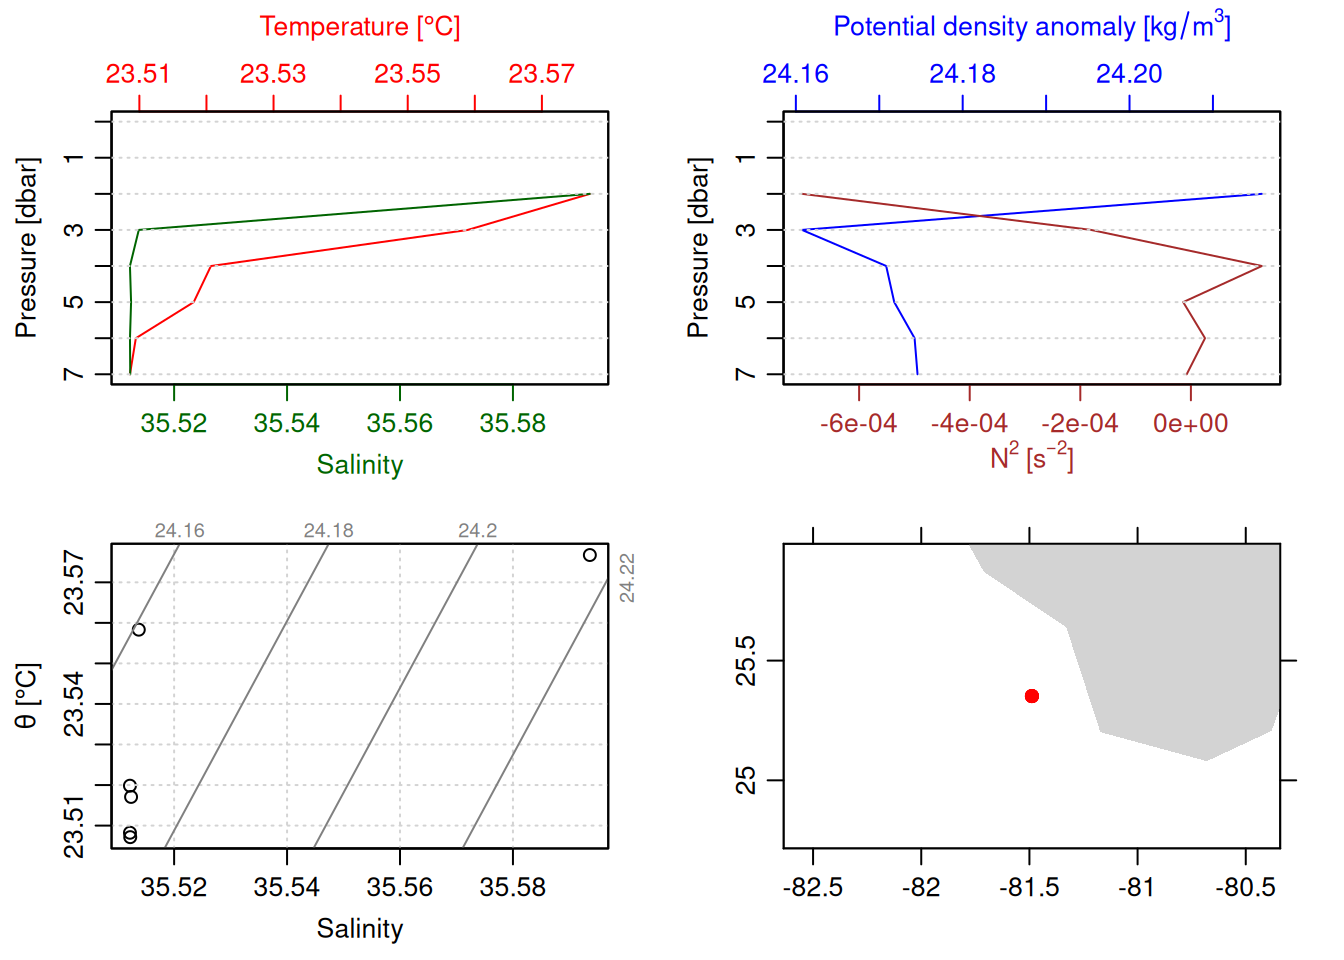 Temperature [°C]
23.51 23.53 23.55 23.57
Pressure [dbar]
1
3
5
7
35.52 35.54 35.56 35.58
Salinity
Potential density anomaly [kg/m³]
24.16 24.18 24.20
Pressure [dbar]
1
3
5
7
-6e-04 -4e-04 -2e-04 0e+00
N² [s⁻²]
24.16 24.18 24.2
24.22
θ [°C]
23.57
23.54
23.51
35.52 35.54 35.56 35.58
Salinity
25.5
25
-82.5 -82 -81.5 -81 -80.5